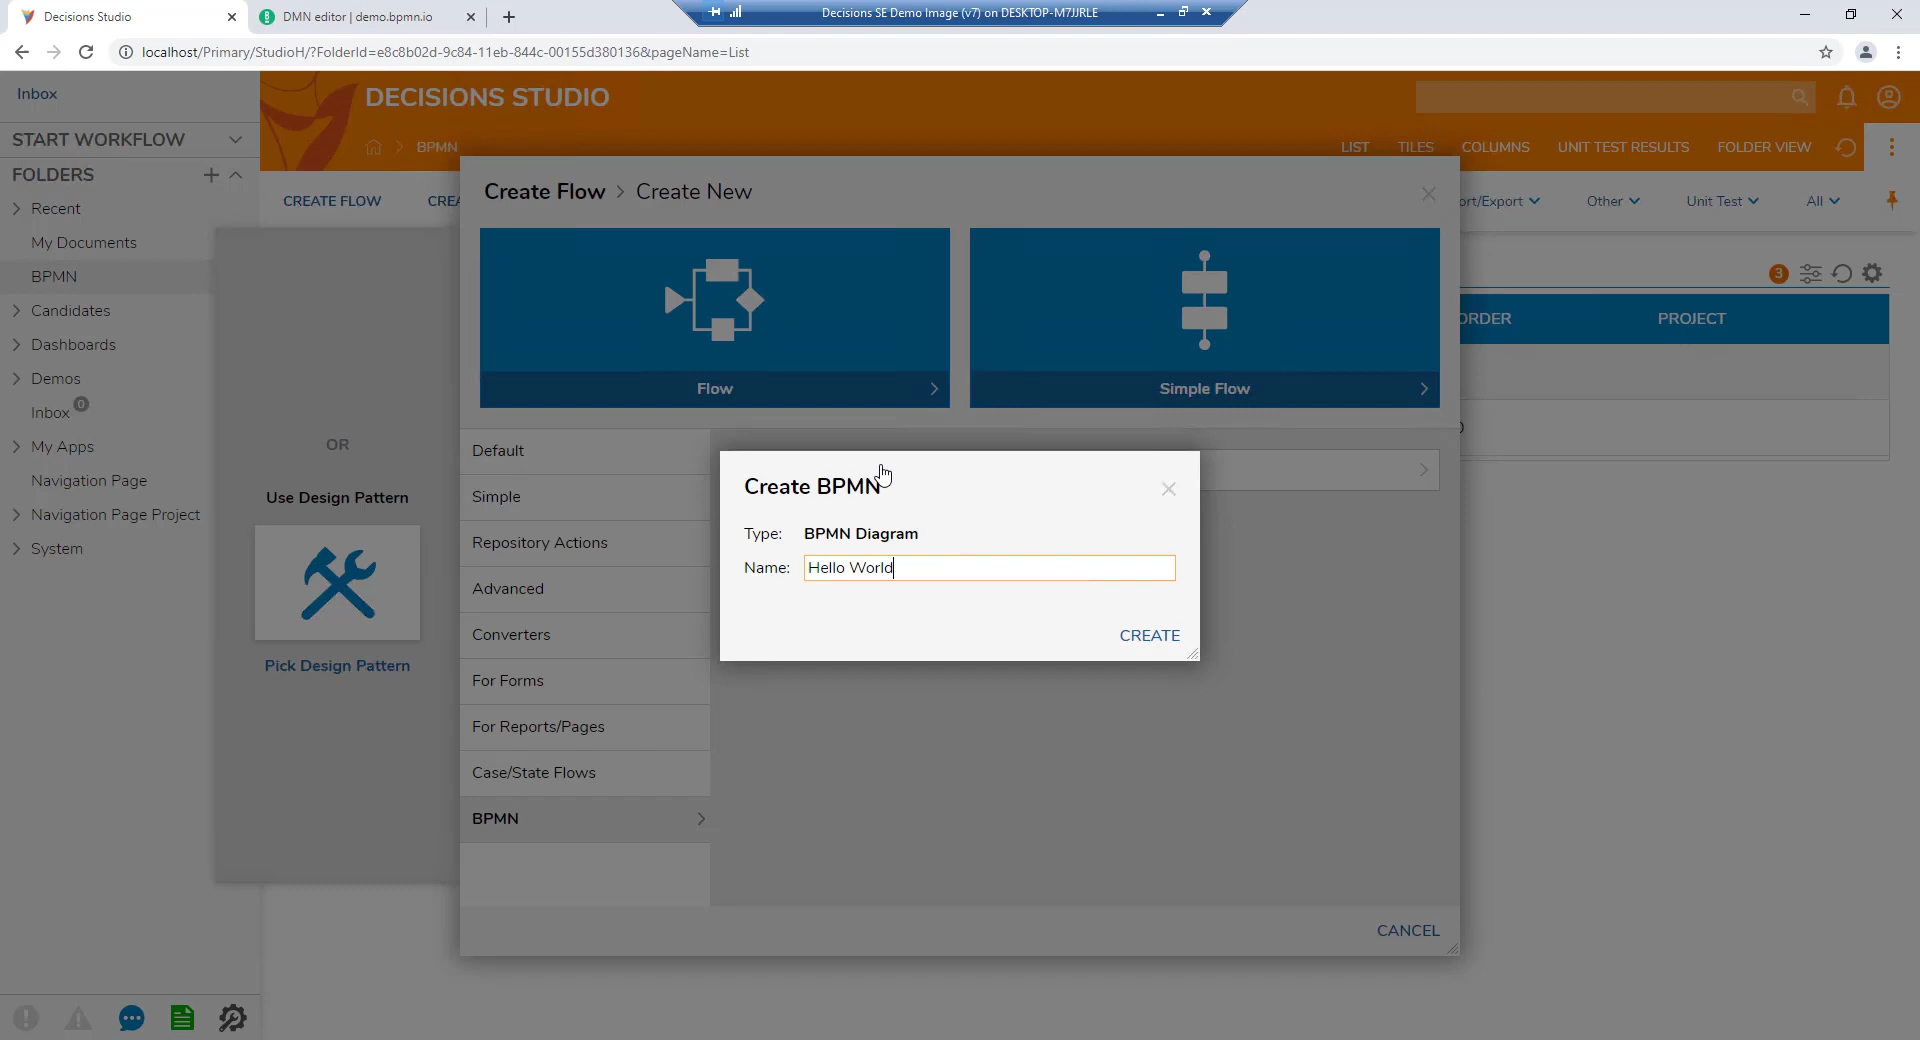 Decisions Studio
DMN editor | demo.bpmn.io
Decisions SE Demo Image (v7) on DESKTOP-M7JJRLE
localhost/Primary/StudioH/?FolderId=e8c8b02d-9c84-11eb-844c-00155d380136&pageName=List
Inbox
DECISIONS STUDIO
START WORKFLOW
BPMN
LIST
TILES
COLUMNS
UNIT TEST RESULTS
FOLDER VIEW
FOLDERS
Recent
My Documents
BPMN
Candidates
Dashboards
Demos
Inbox 0
My Apps
Navigation Page
Navigation Page Project
System
CREATE FLOW
CREA
ort/Export
Other
Unit Test
All
Create Flow > Create New
Flow
Simple Flow
3
ORDER
PROJECT
OR
Use Design Pattern
Pick Design Pattern
Default
Simple
Repository Actions
Advanced
Converters
For Forms
For Reports/Pages
Case/State Flows
BPMN
Create BPMN
Type: BPMN Diagram
Name: Hello World
CREATE
CANCEL